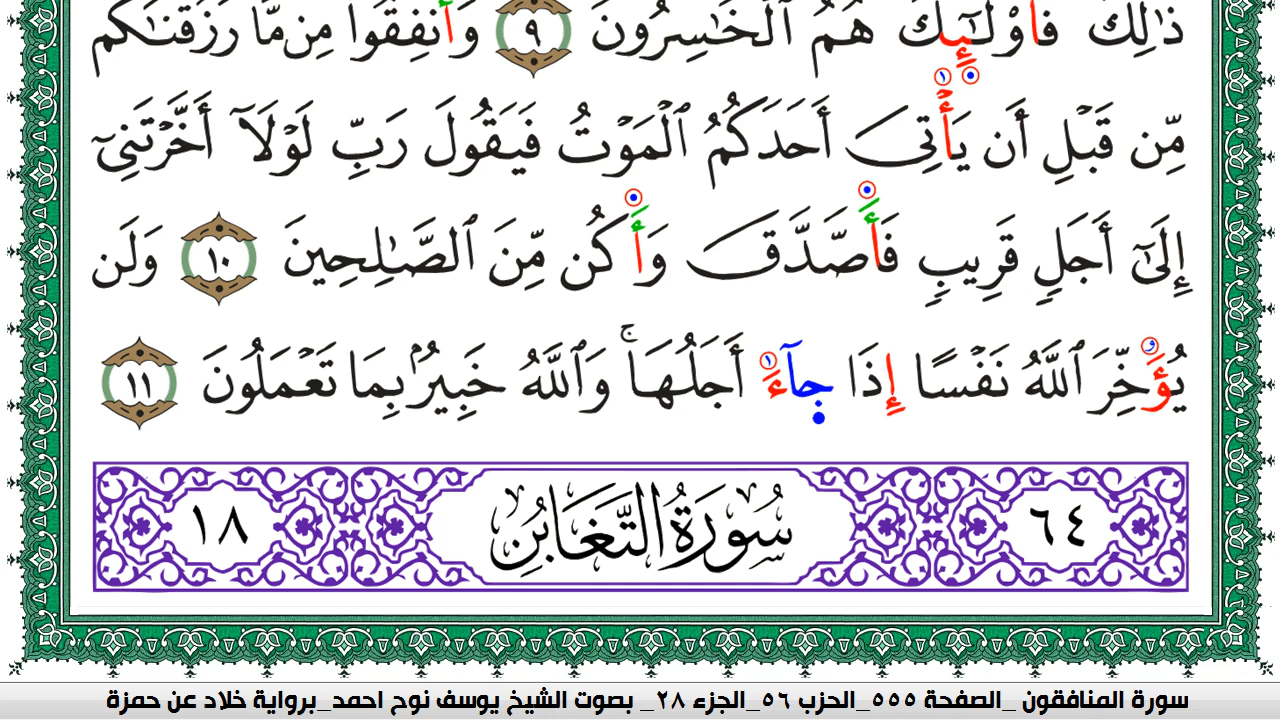 ذَٰلِكَ فَأُوْلَٰٓئِكَ هُمُ ٱلْخَٰسِرُونَ ٩ وَأَنفِقُوا مِن مَّا رَزَقْنَٰكُم
مِّن قَبْلِ أَن يَأْتِىَ أَحَدَكُمُ ٱلْمَوْتُ فَيَقُولَ رَبِّ لَوْلَآ أَخَّرْتَنِىٓ
إِلَىٰٓ أَجَلٍ قَرِيبٍ فَأَصَّدَّقَ وَأَكُن مِّنَ ٱلصَّٰلِحِينَ ١٠ وَلَن
يُؤَخِّرَ ٱللَّهُ نَفْسًا إِذَا جَآءَ أَجَلُهَا ۚ وَٱللَّهُ خَبِيرٌۢ بِمَا تَعْمَلُونَ ١١
٦٤ سُورَةُ التَّغَابُنِ ١٨
سورة المنافقون _الصفحة ٥٥٥_الحزب ٥٦_الجزء ٢٨_ بصوت الشيخ يوسف نوح احمد_برواية خلاد عن حمزة